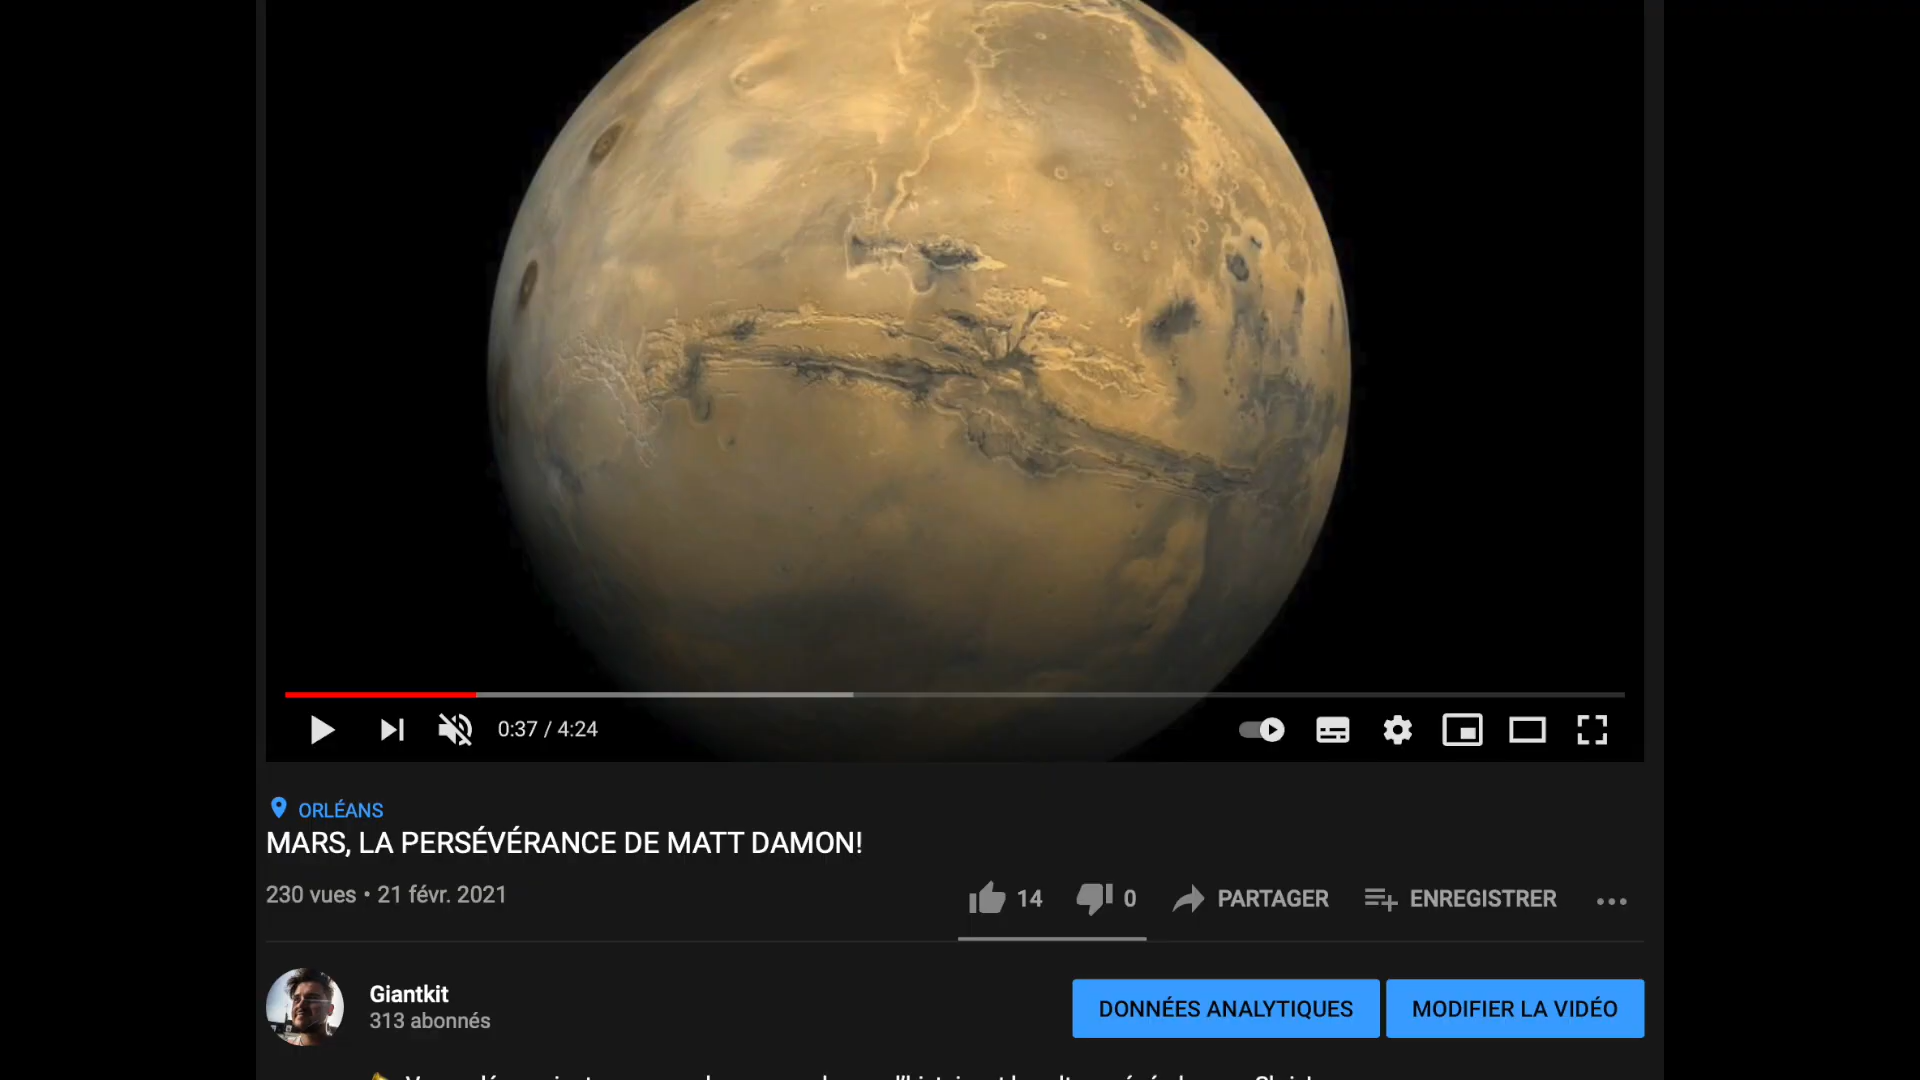 0:37 / 4:24
ORLÉANS
MARS, LA PERSÉVÉRANCE DE MATT DAMON!
230 vues • 21 févr. 2021
14 0 PARTAGER ENREGISTRER
Giantkit
313 abonnés
DONNÉES ANALYTIQUES MODIFIER LA VIDÉO